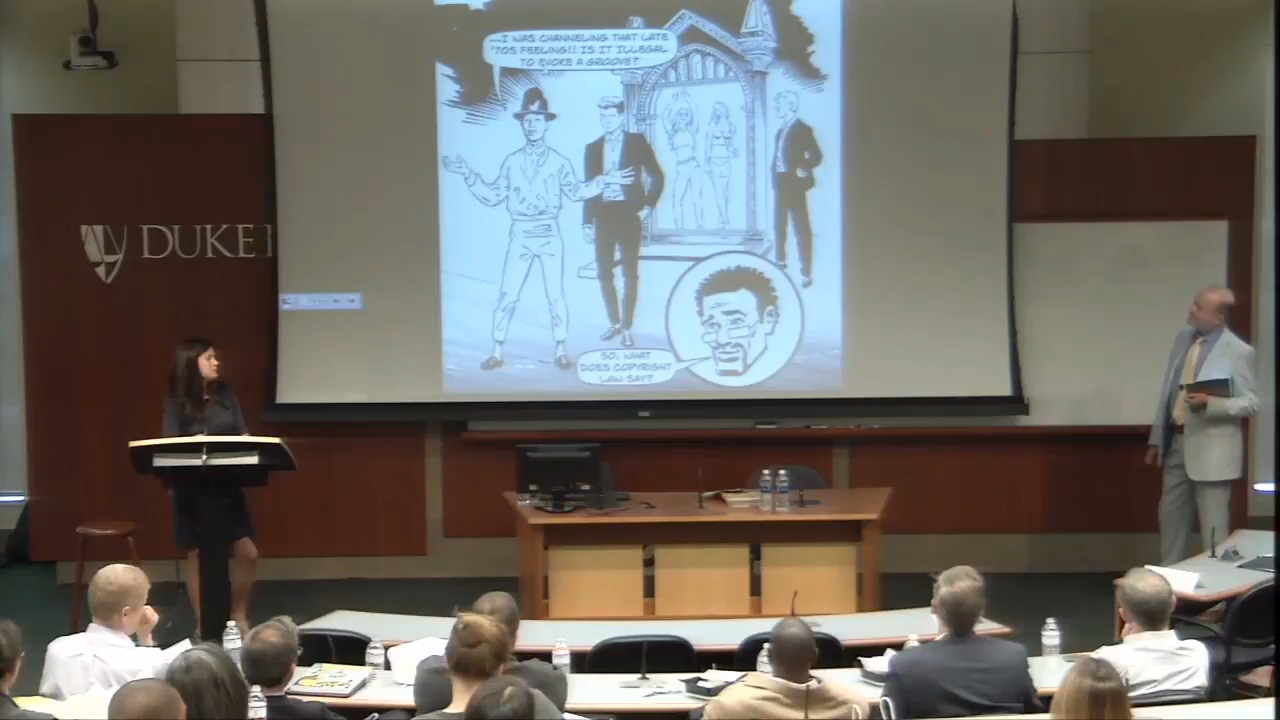 ...I WAS CHANNELING THAT LATE
'70S FEELING!! IS IT ILLEGAL
TO EVOKE A GROOVE?
DUKE
SO, WHAT
DOES COPYRIGHT
LAW SAY?